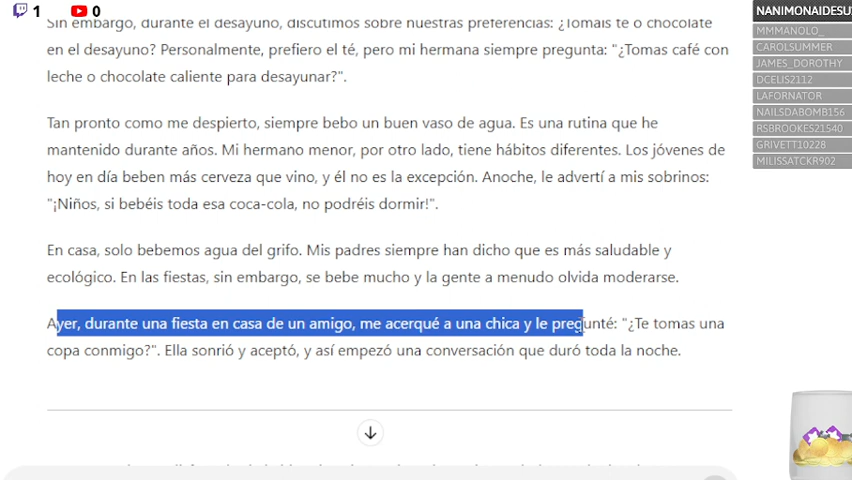 1
0
Sin embargo, durante el desayuno, discutimos sobre nuestras preferencias: ¿Tomáis té o chocolate
en el desayuno? Personalmente, prefiero el té, pero mi hermana siempre pregunta: "¿Tomas café con
leche o chocolate caliente para desayunar?".
Tan pronto como me despierto, siempre bebo un buen vaso de agua. Es una rutina que he
mantenido durante años. Mi hermano menor, por otro lado, tiene hábitos diferentes. Los jóvenes de
hoy en día beben más cerveza que vino, y él no es la excepción. Anoche, le advertí a mis sobrinos:
"¡Niños, si bebéis toda esa coca-cola, no podréis dormir!".
En casa, solo bebemos agua del grifo. Mis padres siempre han dicho que es más saludable y
ecológico. En las fiestas, sin embargo, se bebe mucho y la gente a menudo olvida moderarse.
Ayer, durante una fiesta en casa de un amigo, me acerqué a una chica y le pregunté: "¿Te tomas una
copa conmigo?". Ella sonrió y aceptó, y así empezó una conversación que duró toda la noche.
NANIMONAIDESU
MMMANOLO_
CAROLSUMMER
JAMES_DOROTHY
DCELIS2112
LAFORNATOR
NAILSDABOMB156
RSBROOKES21540
GRIVETT10228
MILISSATCKR902